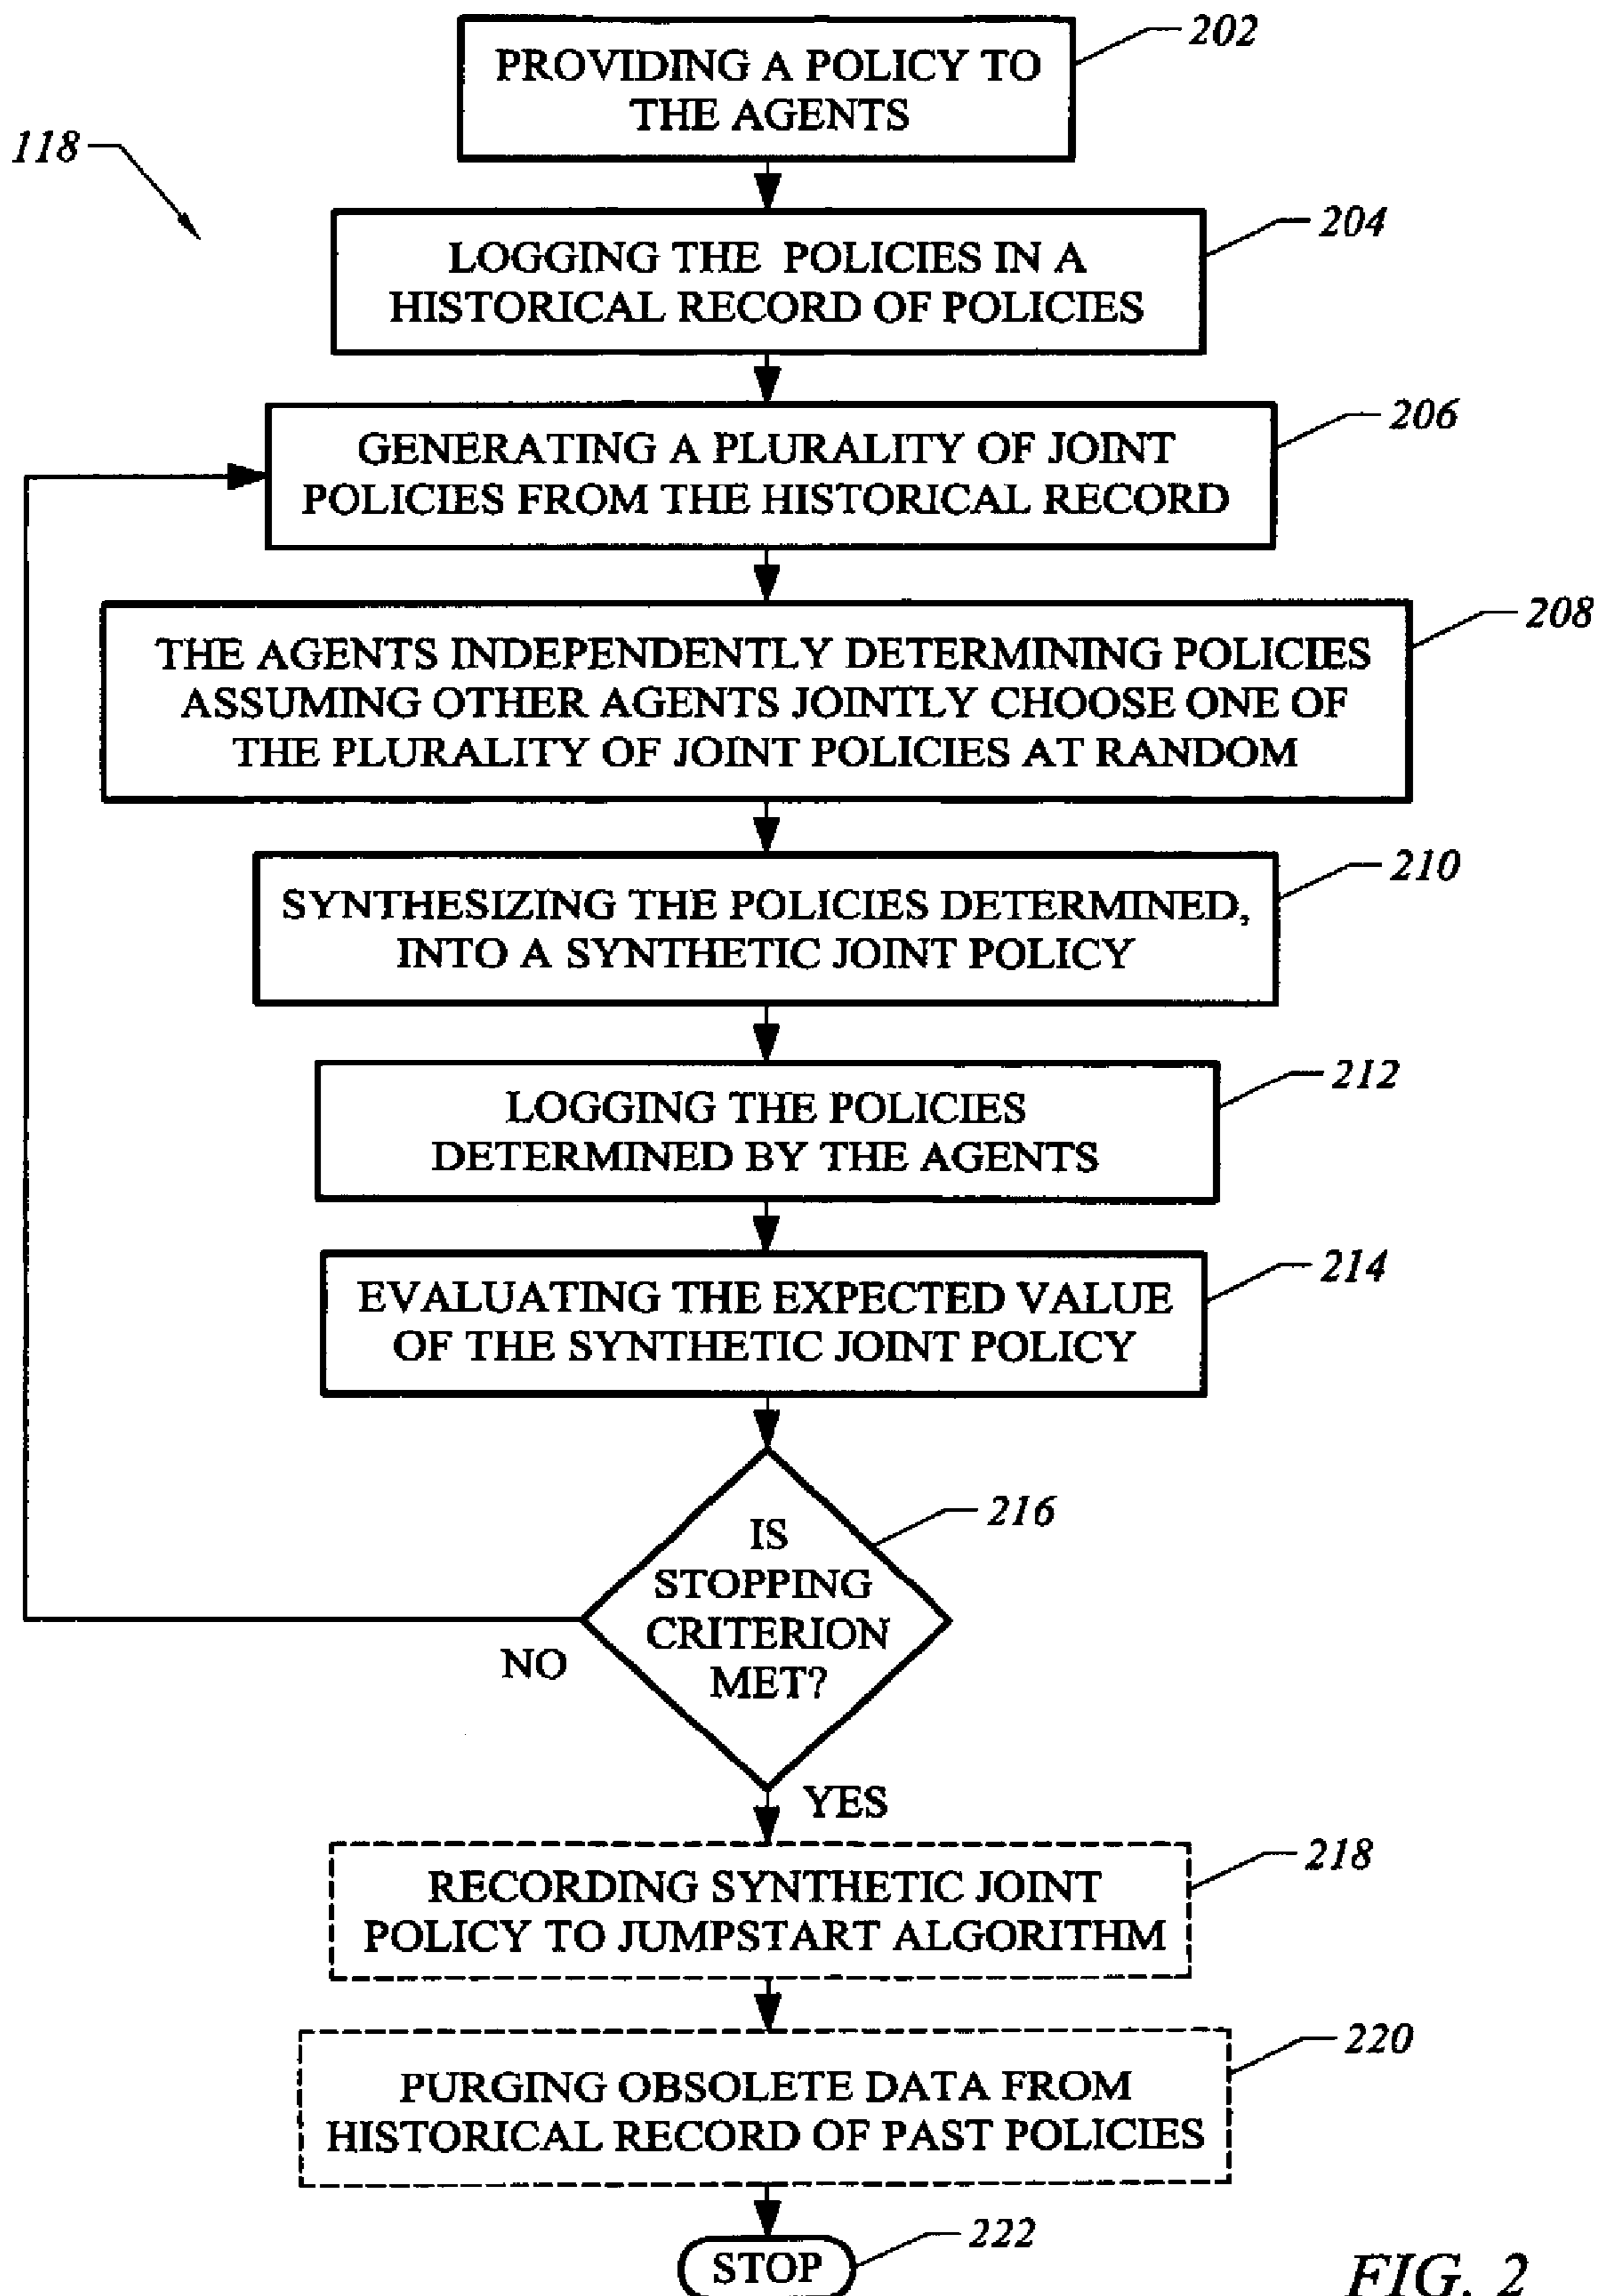 202
PROVIDING A POLICY TO
THE AGENTS
118
204
LOGGING THE POLICIES IN A
HISTORICAL RECORD OF POLICIES
206
GENERATING A PLURALITY OF JOINT
POLICIES FROM THE HISTORICAL RECORD
208
THE AGENTS INDEPENDENTLY DETERMINING POLICIES
ASSUMING OTHER AGENTS JOINTLY CHOOSE ONE OF
THE PLURALITY OF JOINT POLICIES AT RANDOM
210
SYNTHESIZING THE POLICIES DETERMINED,
INTO A SYNTHETIC JOINT POLICY
212
LOGGING THE POLICIES
DETERMINED BY THE AGENTS
214
EVALUATING THE EXPECTED VALUE
OF THE SYNTHETIC JOINT POLICY
216
IS
STOPPING
CRITERION
MET?
NO
YES
218
RECORDING SYNTHETIC JOINT
POLICY TO JUMPSTART ALGORITHM
220
PURGING OBSOLETE DATA FROM
HISTORICAL RECORD OF PAST POLICIES
222
STOP
FIG. 2